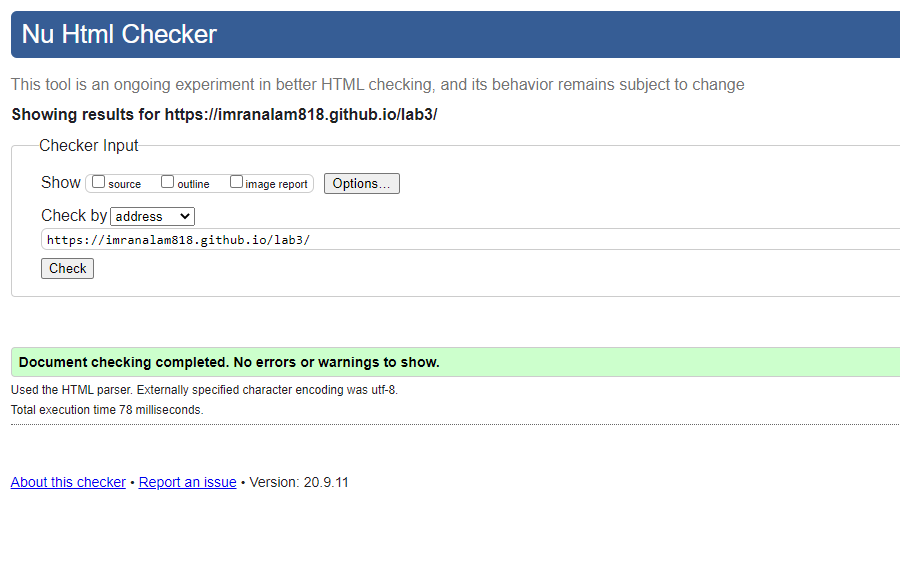 Nu Html Checker
This tool is an ongoing experiment in better HTML checking, and its behavior remains subject to change
Showing results for https://imranalam818.github.io/lab3/
Checker Input
Show source outline image report Options...
Check by address
https://imranalam818.github.io/lab3/
Check
Document checking completed. No errors or warnings to show.
Used the HTML parser. Externally specified character encoding was utf-8.
Total execution time 78 milliseconds.
About this checker • Report an issue • Version: 20.9.11